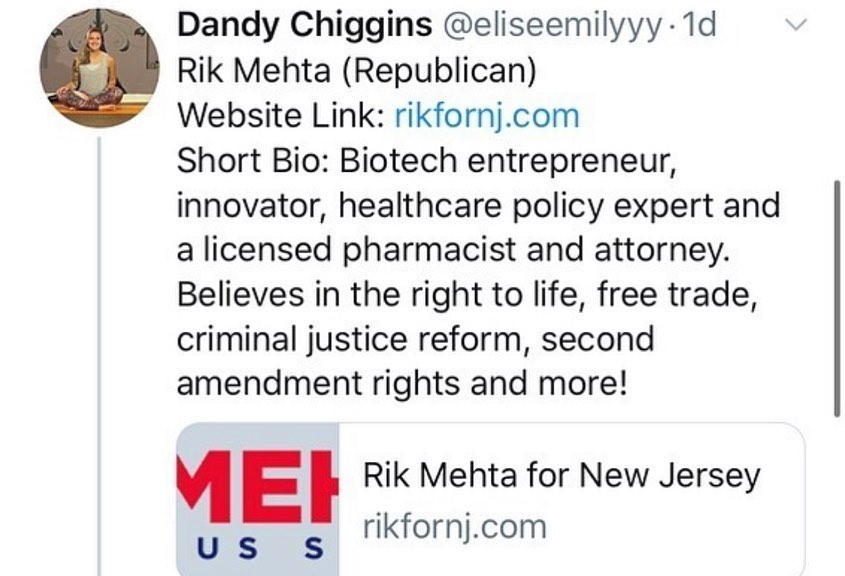 Dandy Chiggins @eliseemilyyy · 1d
Rik Mehta (Republican)
Website Link: rikfornj.com
Short Bio: Biotech entrepreneur,
innovator, healthcare policy expert and
a licensed pharmacist and attorney.
Believes in the right to life, free trade,
criminal justice reform, second
amendment rights and more!
MEH
US S
Rik Mehta for New Jersey
rikfornj.com